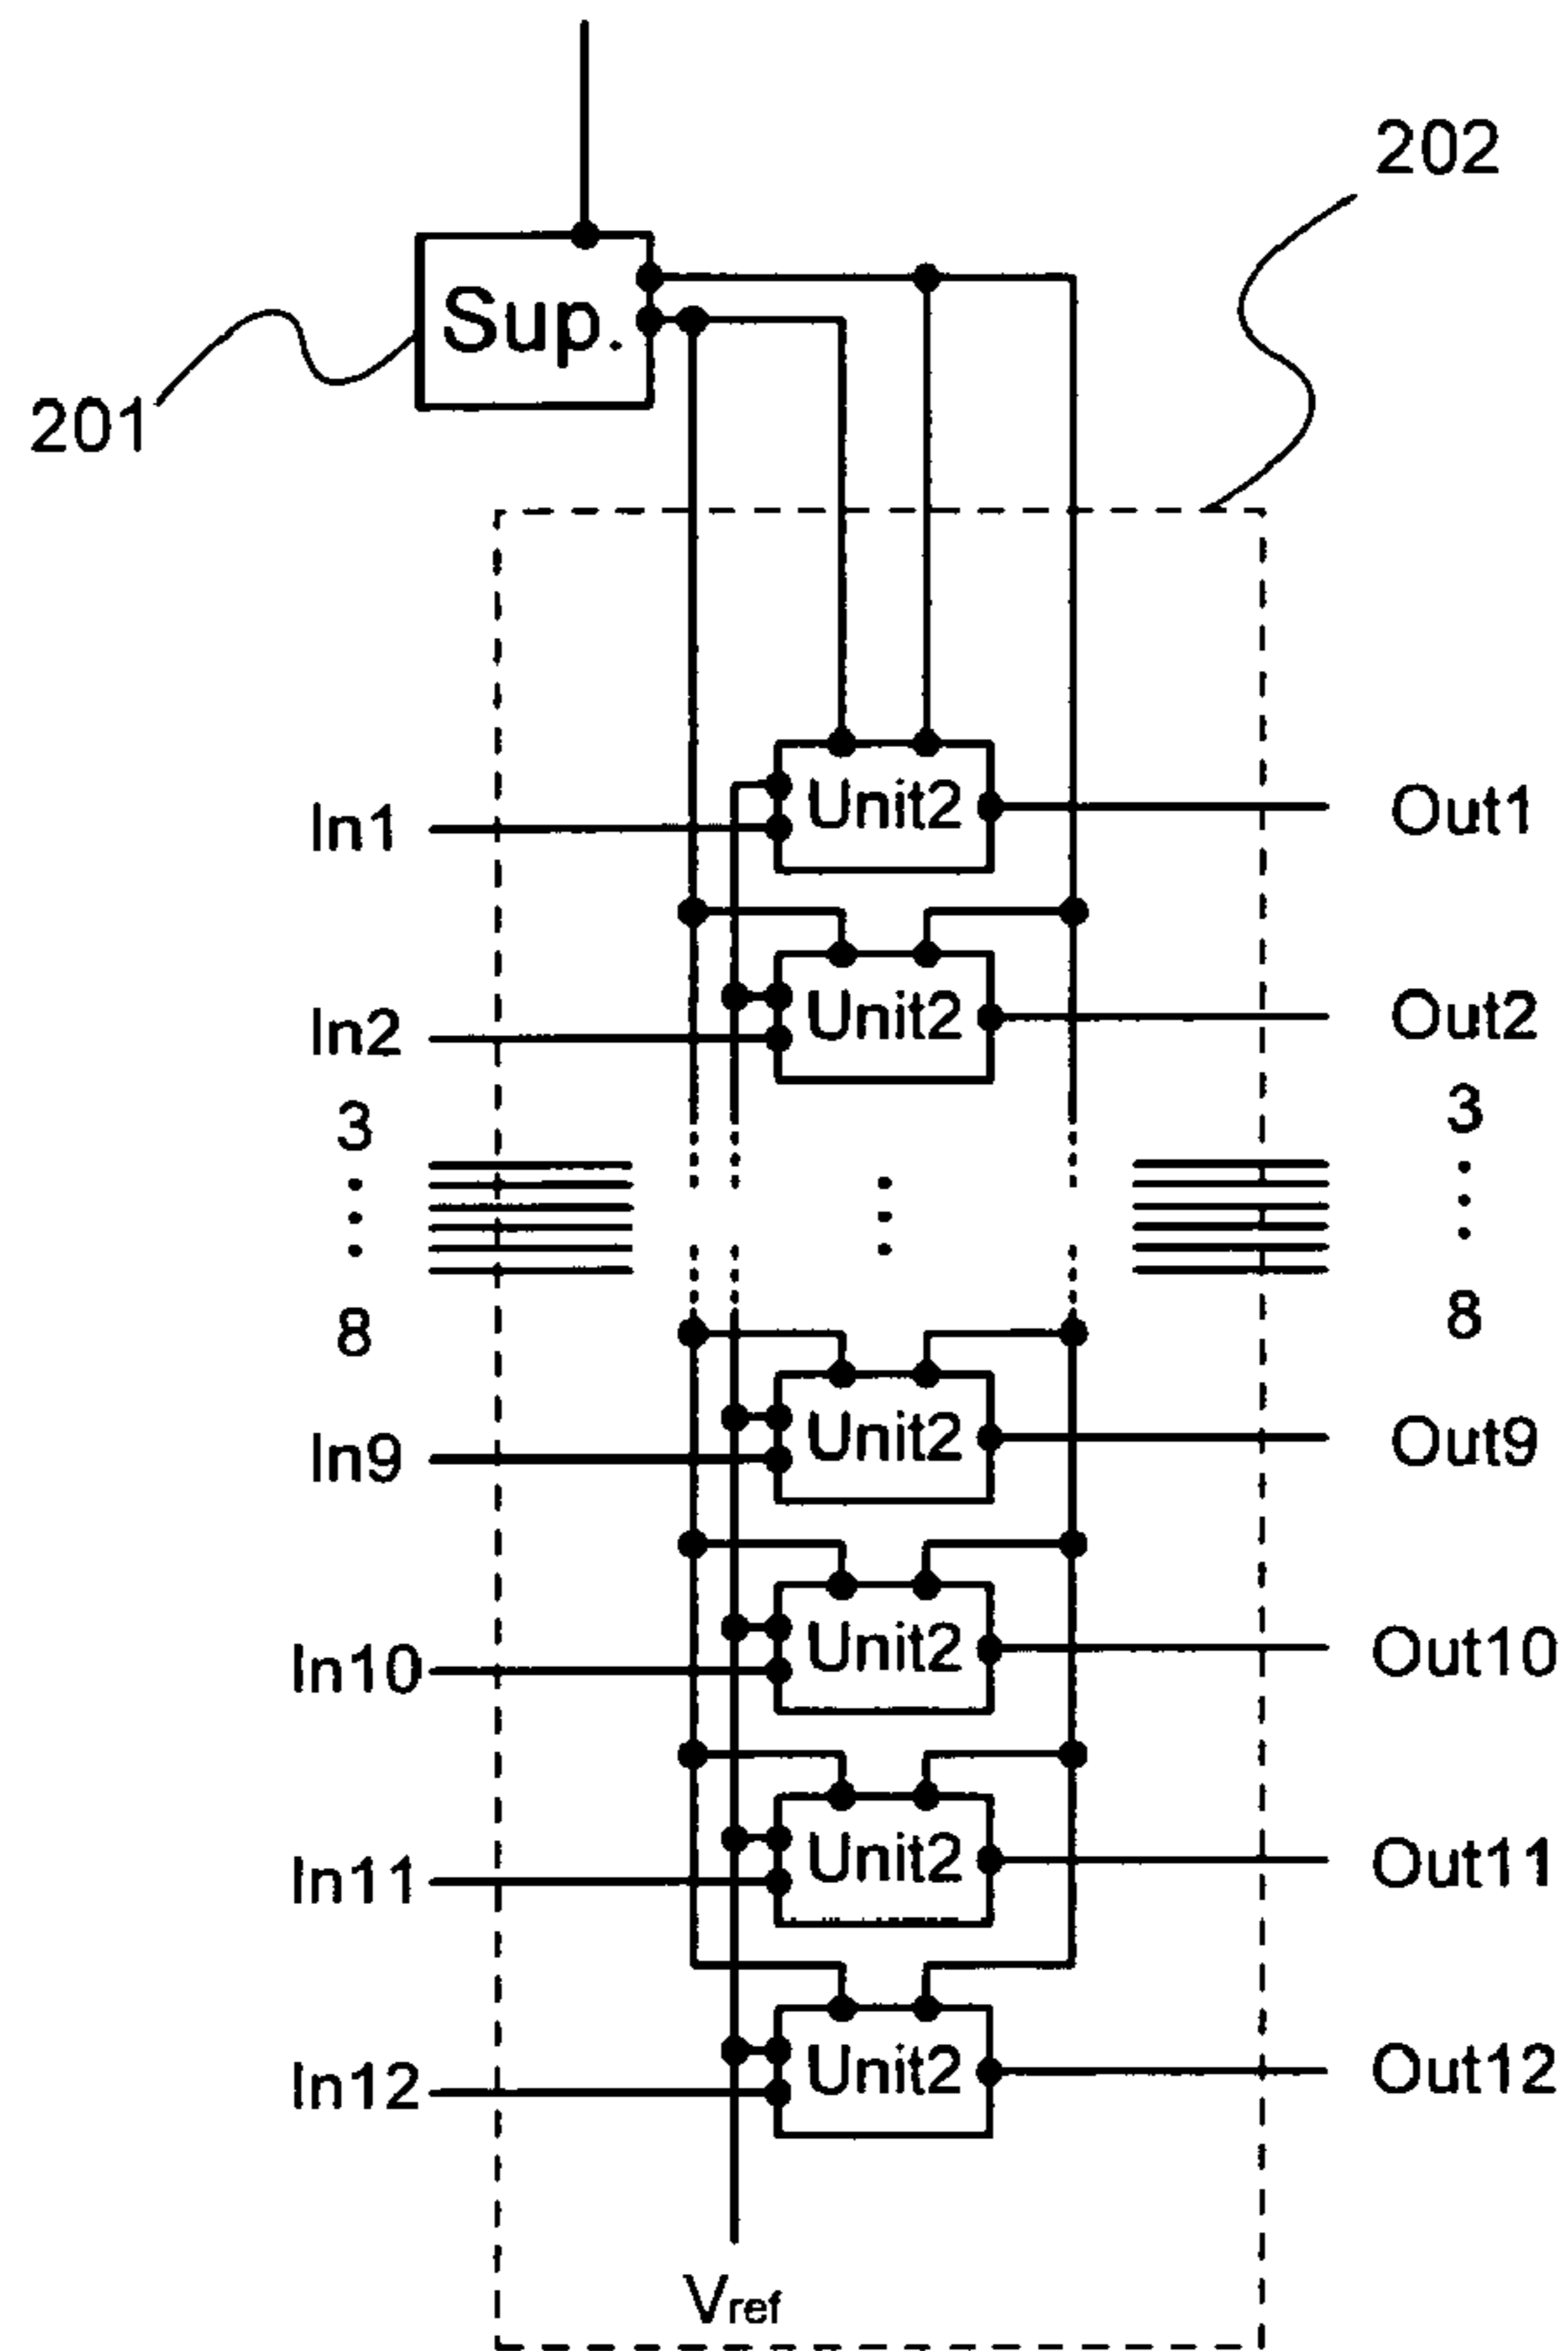 202
Sup.
201
In1 Unit2 Out1
In2 Unit2 Out2
3 3
8 8
In9 Unit2 Out9
In10 Unit2 Out10
In11 Unit2 Out11
In12 Unit2 Out12
Vref